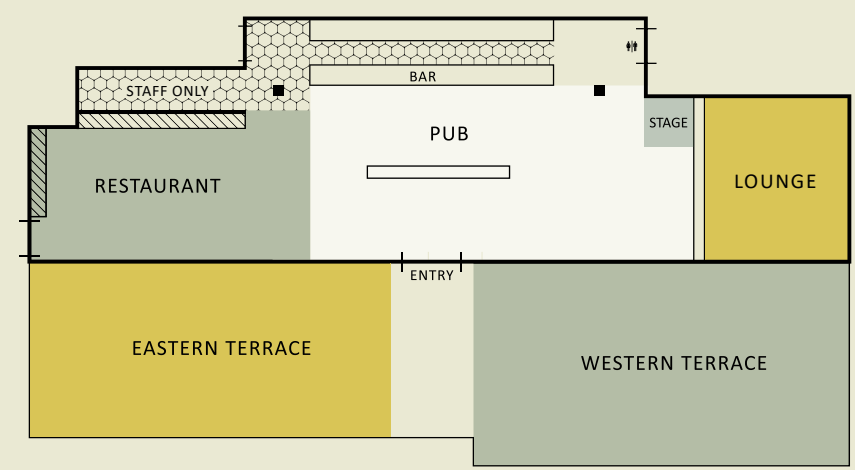 BAR
STAFF ONLY
PUB
STAGE
RESTAURANT
LOUNGE
ENTRY
EASTERN TERRACE
WESTERN TERRACE